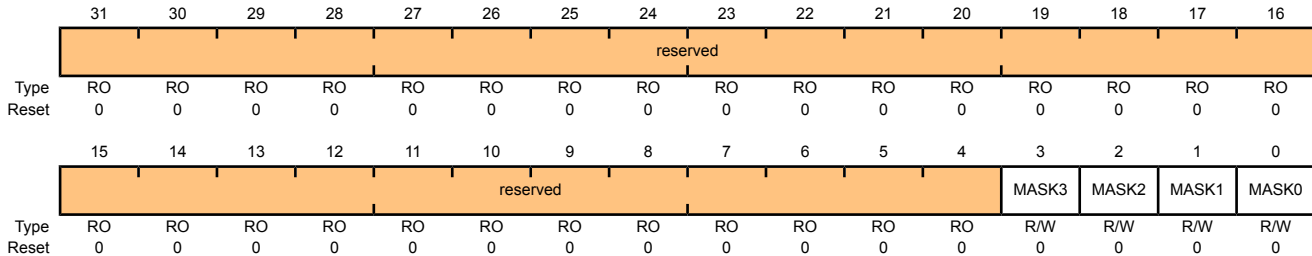 31 30 29 28 27 26 25 24 23 22 21 20 19 18 17 16
reserved
Type RO RO RO RO RO RO RO RO RO RO RO RO RO RO RO RO
Reset 0 0 0 0 0 0 0 0 0 0 0 0 0 0 0 0
15 14 13 12 11 10 9 8 7 6 5 4 3 2 1 0
reserved MASK3 MASK2 MASK1 MASK0
Type RO RO RO RO RO RO RO RO RO RO RO RO R/W R/W R/W R/W
Reset 0 0 0 0 0 0 0 0 0 0 0 0 0 0 0 0